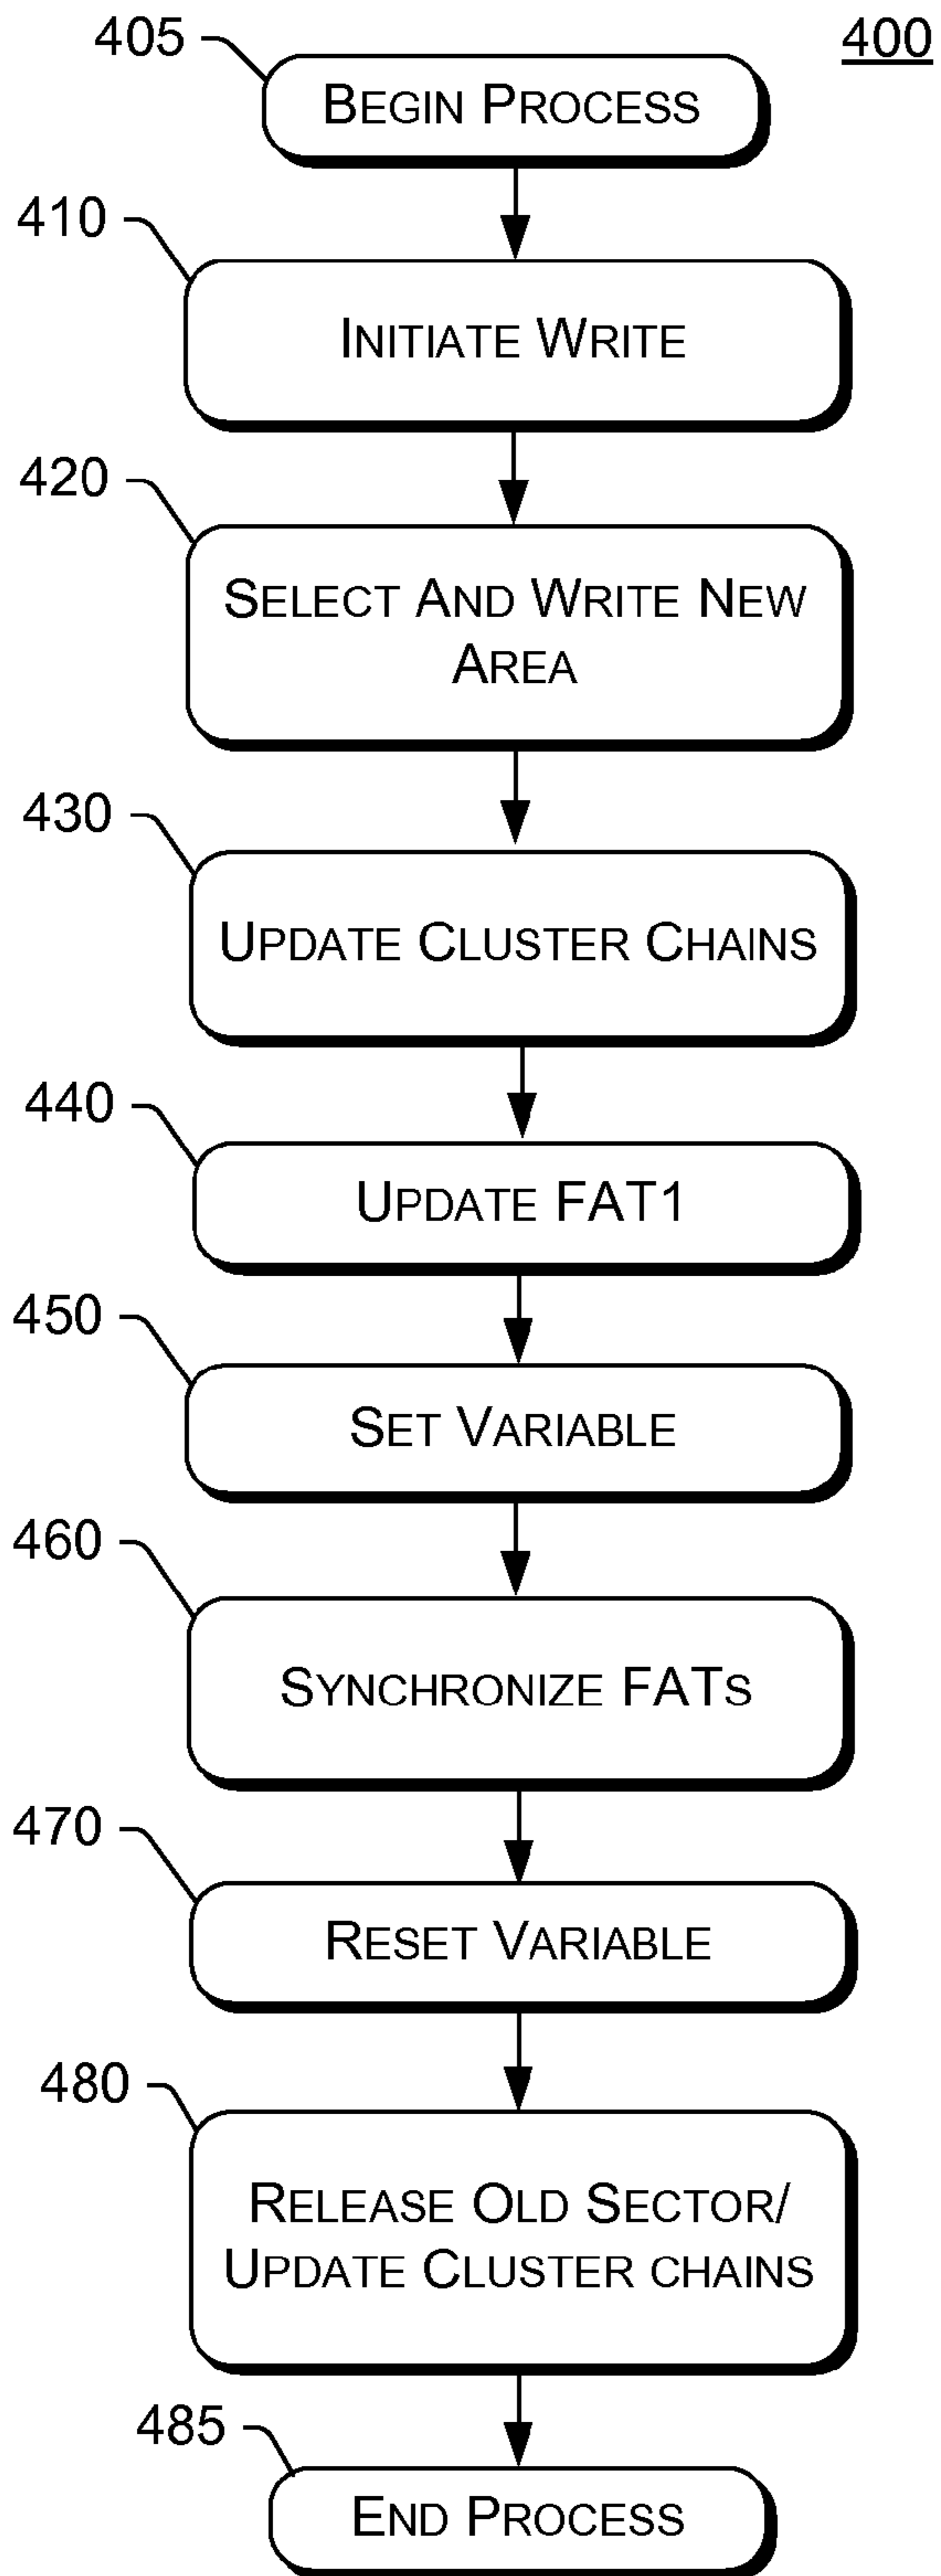 405
400
BEGIN PROCESS
410
INITIATE WRITE
420
SELECT AND WRITE NEW
AREA
430
UPDATE CLUSTER CHAINS
440
UPDATE FAT1
450
SET VARIABLE
460
SYNCHRONIZE FATS
470
RESET VARIABLE
480
RELEASE OLD SECTOR/
UPDATE CLUSTER CHAINS
485
END PROCESS